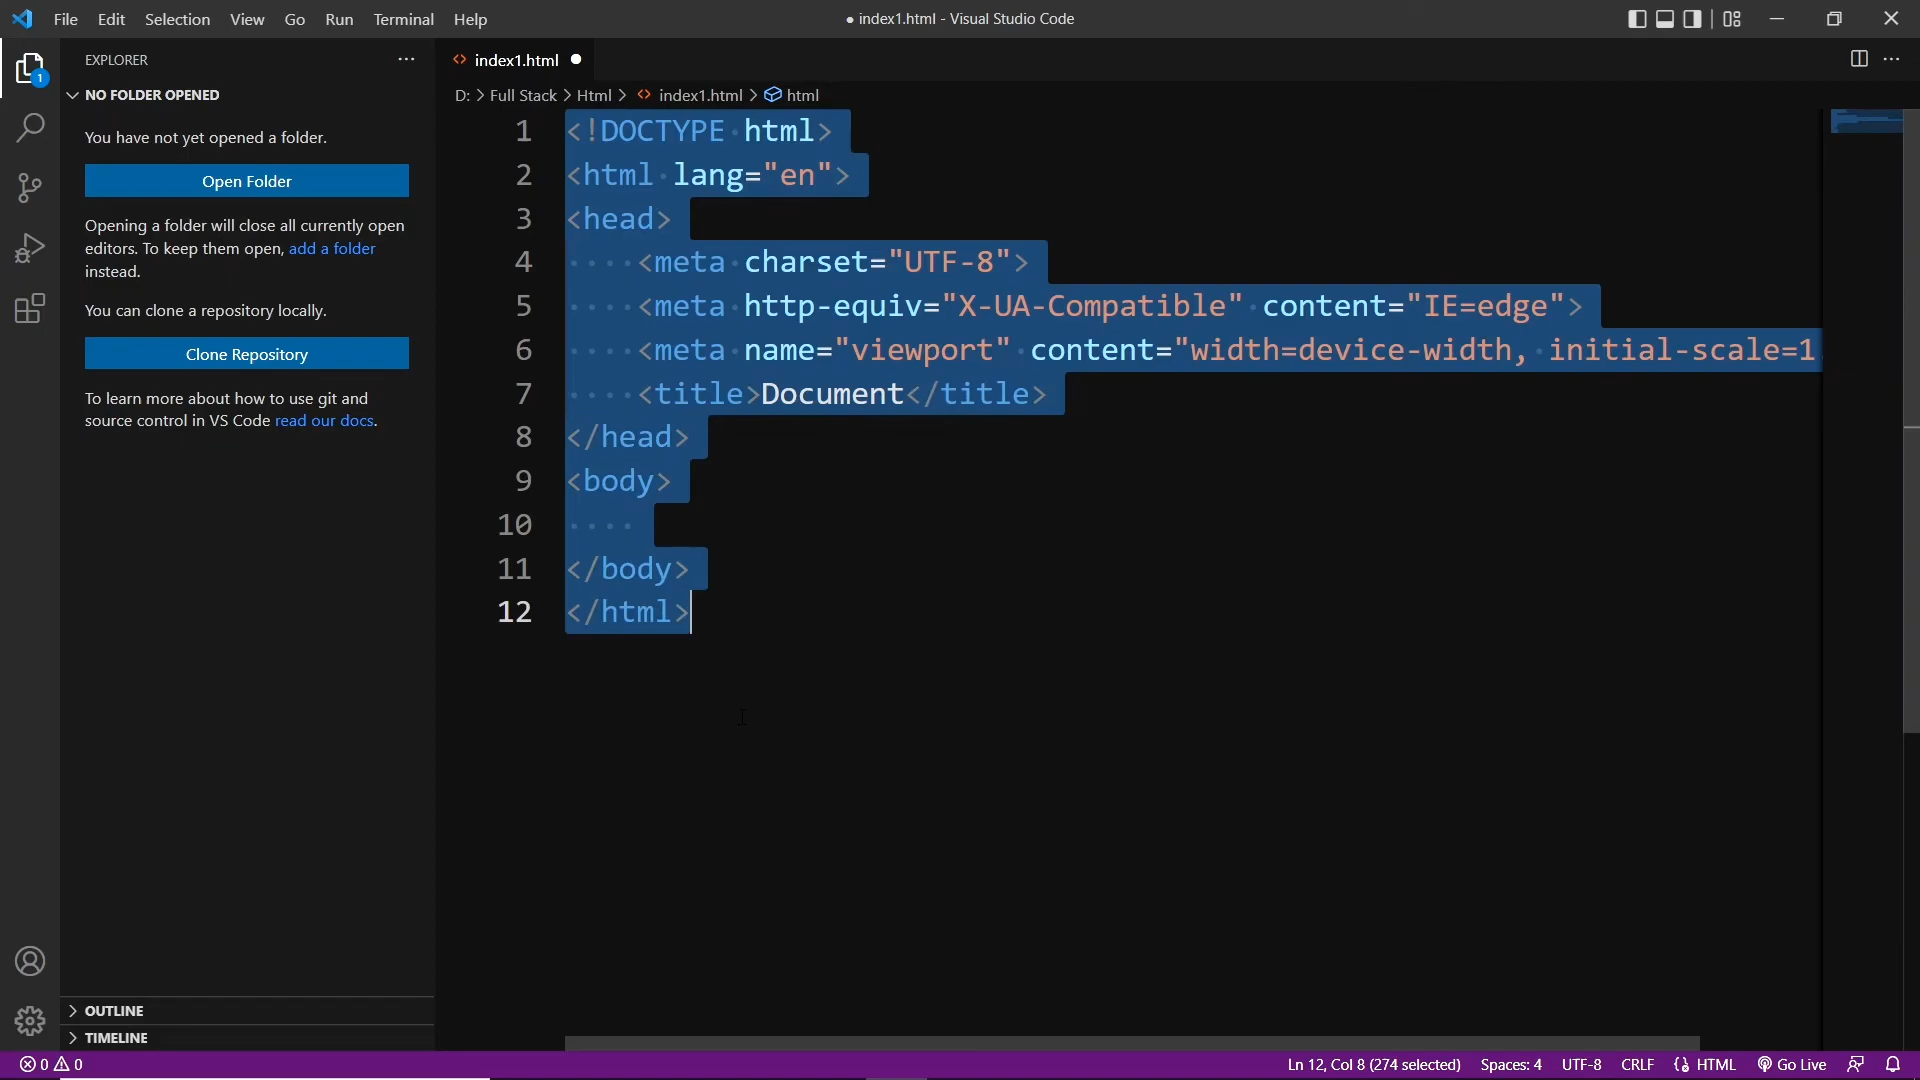 File Edit Selection View Go Run Terminal Help
● index1.html - Visual Studio Code
EXPLORER
index1.html
1
NO FOLDER OPENED
D: > Full Stack > Html > index1.html > html
You have not yet opened a folder.
Open Folder
Opening a folder will close all currently open
editors. To keep them open, add a folder
instead.
You can clone a repository locally.
Clone Repository
To learn more about how to use git and
source control in VS Code read our docs.
1 <!DOCTYPE html>
2 <html lang="en">
3 <head>
4     <meta charset="UTF-8">
5     <meta http-equiv="X-UA-Compatible" content="IE=edge">
6     <meta name="viewport" content="width=device-width, initial-scale=1
7     <title>Document</title>
8 </head>
9 <body>
10
11 </body>
12 </html>
OUTLINE
TIMELINE
0 0
Ln 12, Col 8 (274 selected) Spaces: 4 UTF-8 CRLF HTML Go Live